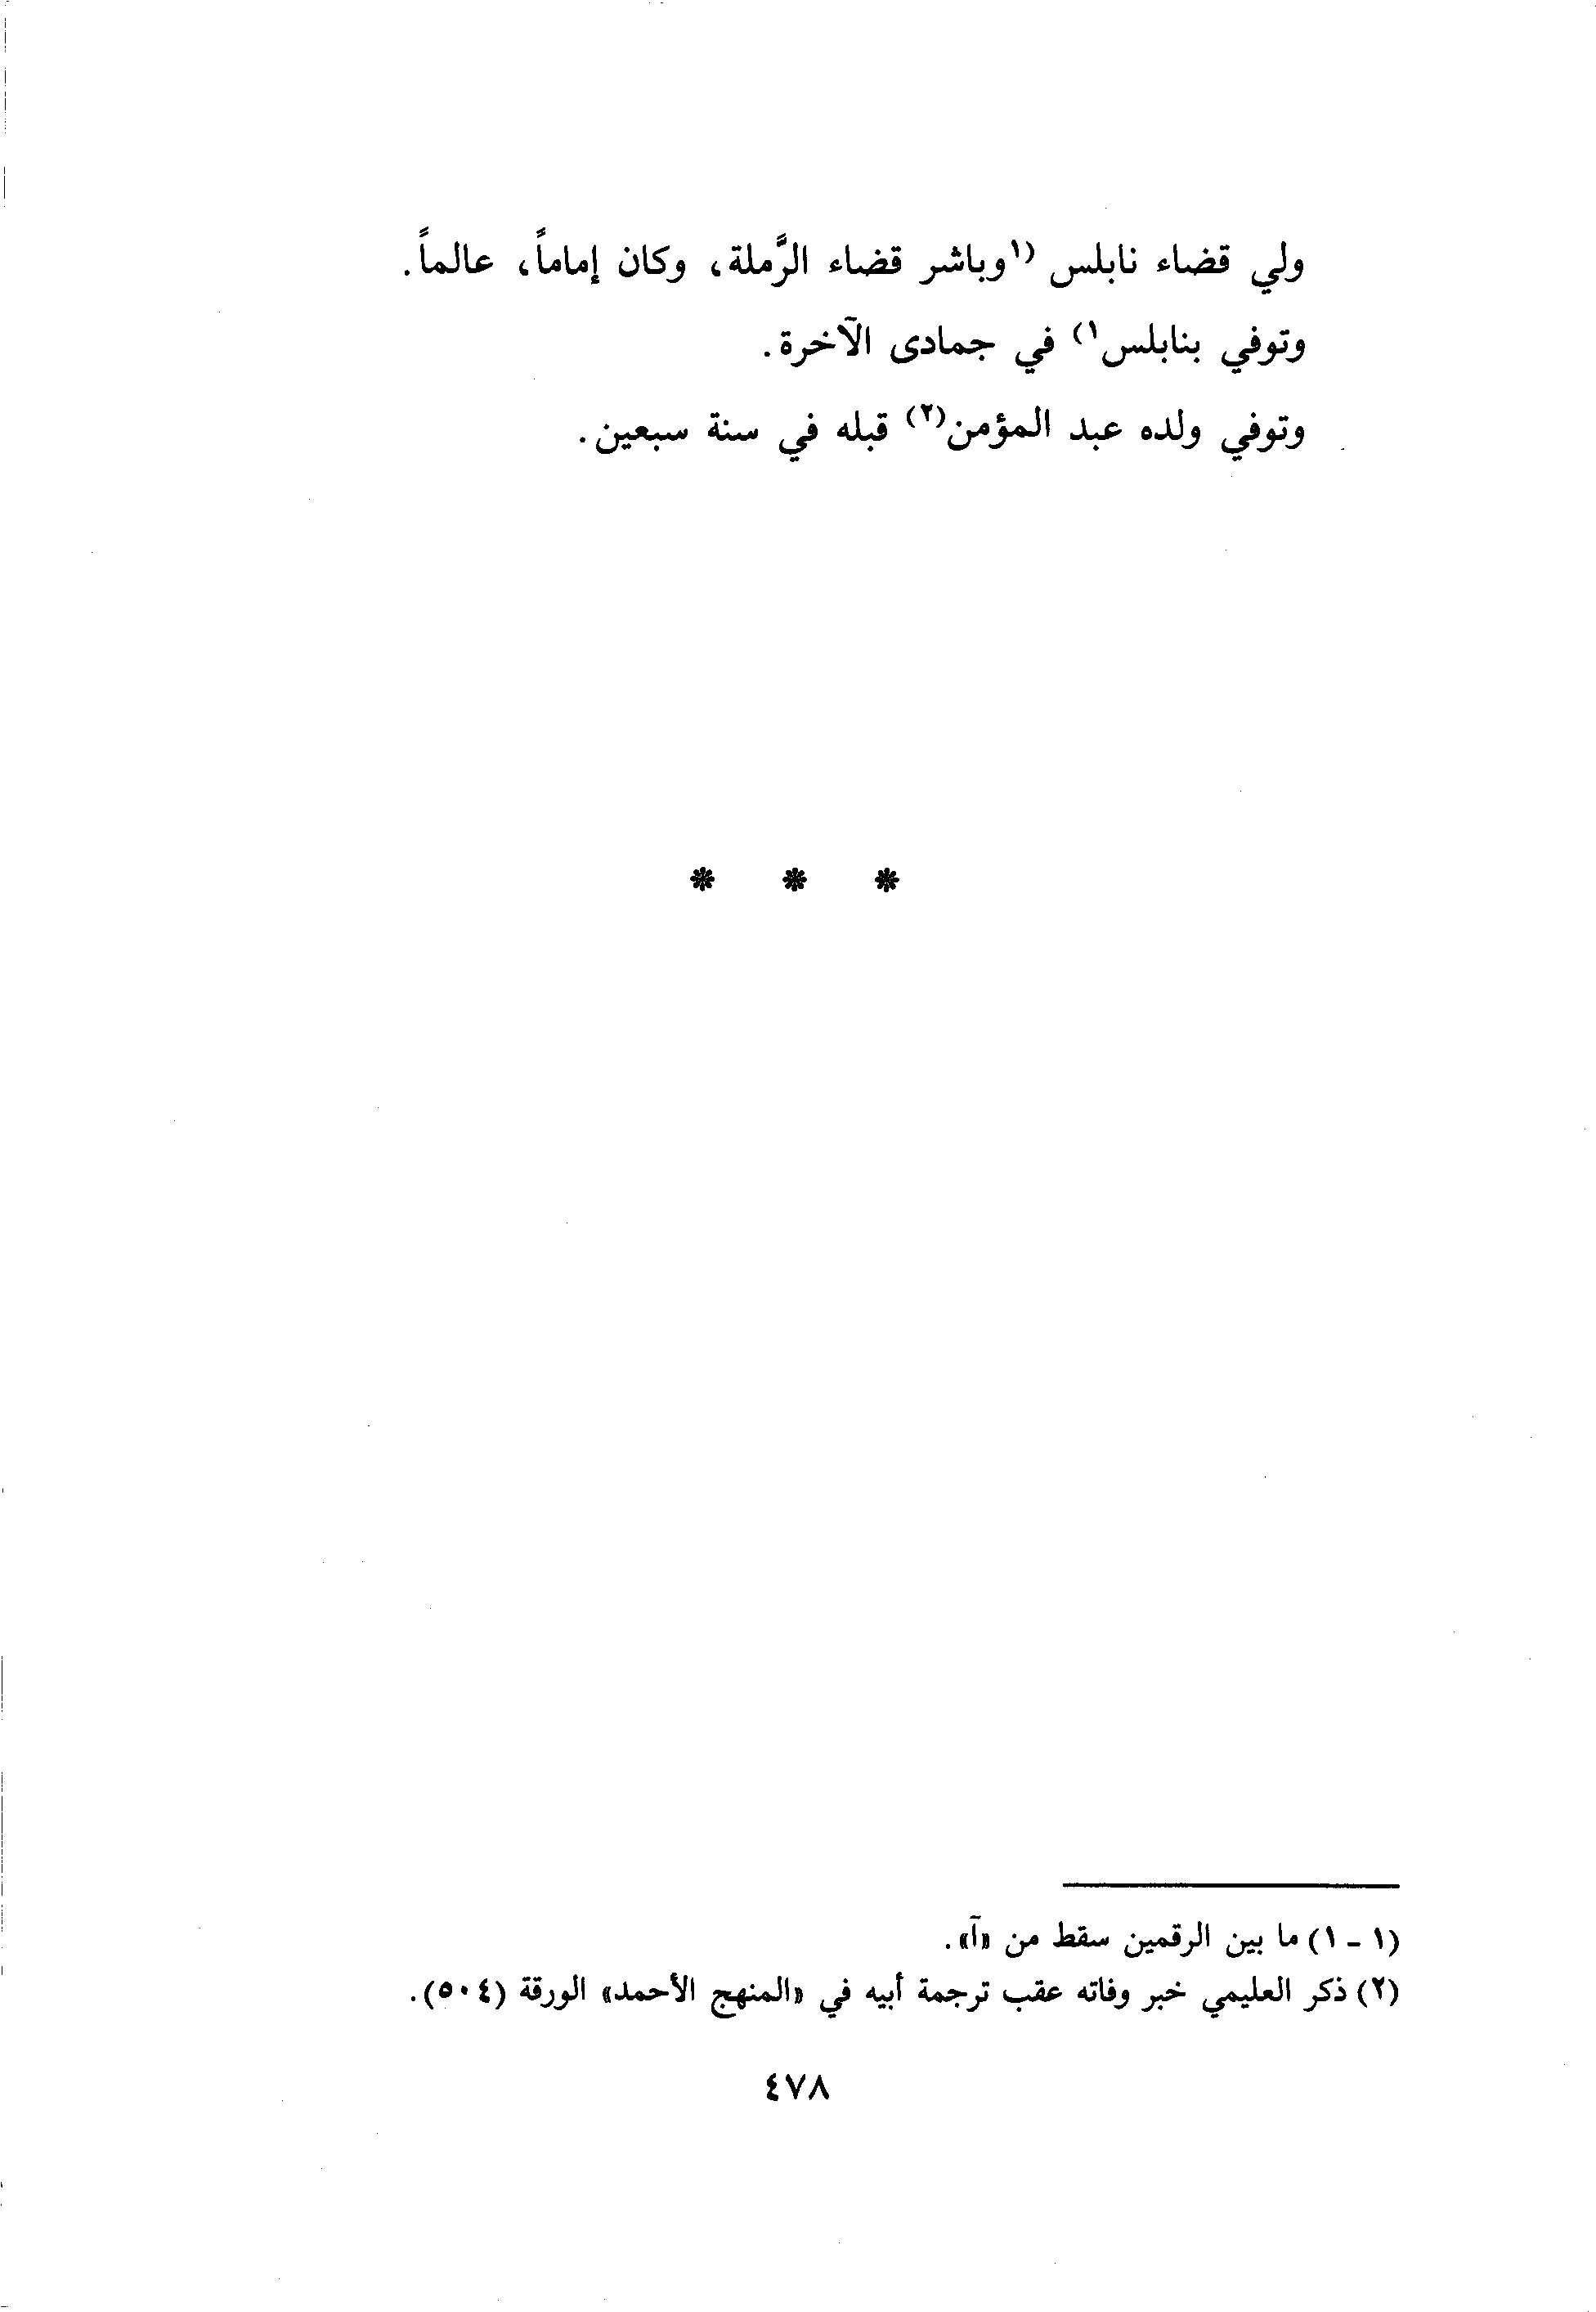 ولي قضاء نابلس (١وباشر قضاء الرَّملة، وكان إماماً، عالماً.
وتوفي بنابلس١) في جمادى الآخرة.
وتوفي ولده عبد المؤمن(٢) قبله في سنة سبعين.
* * *
(١ - ١) ما بين الرقمين سقط من «آ».
(٢) ذكر العليمي خبر وفاته عقب ترجمة أبيه في «المنهج الأحمد» الورقة (٥٠٤).
٤٧٨